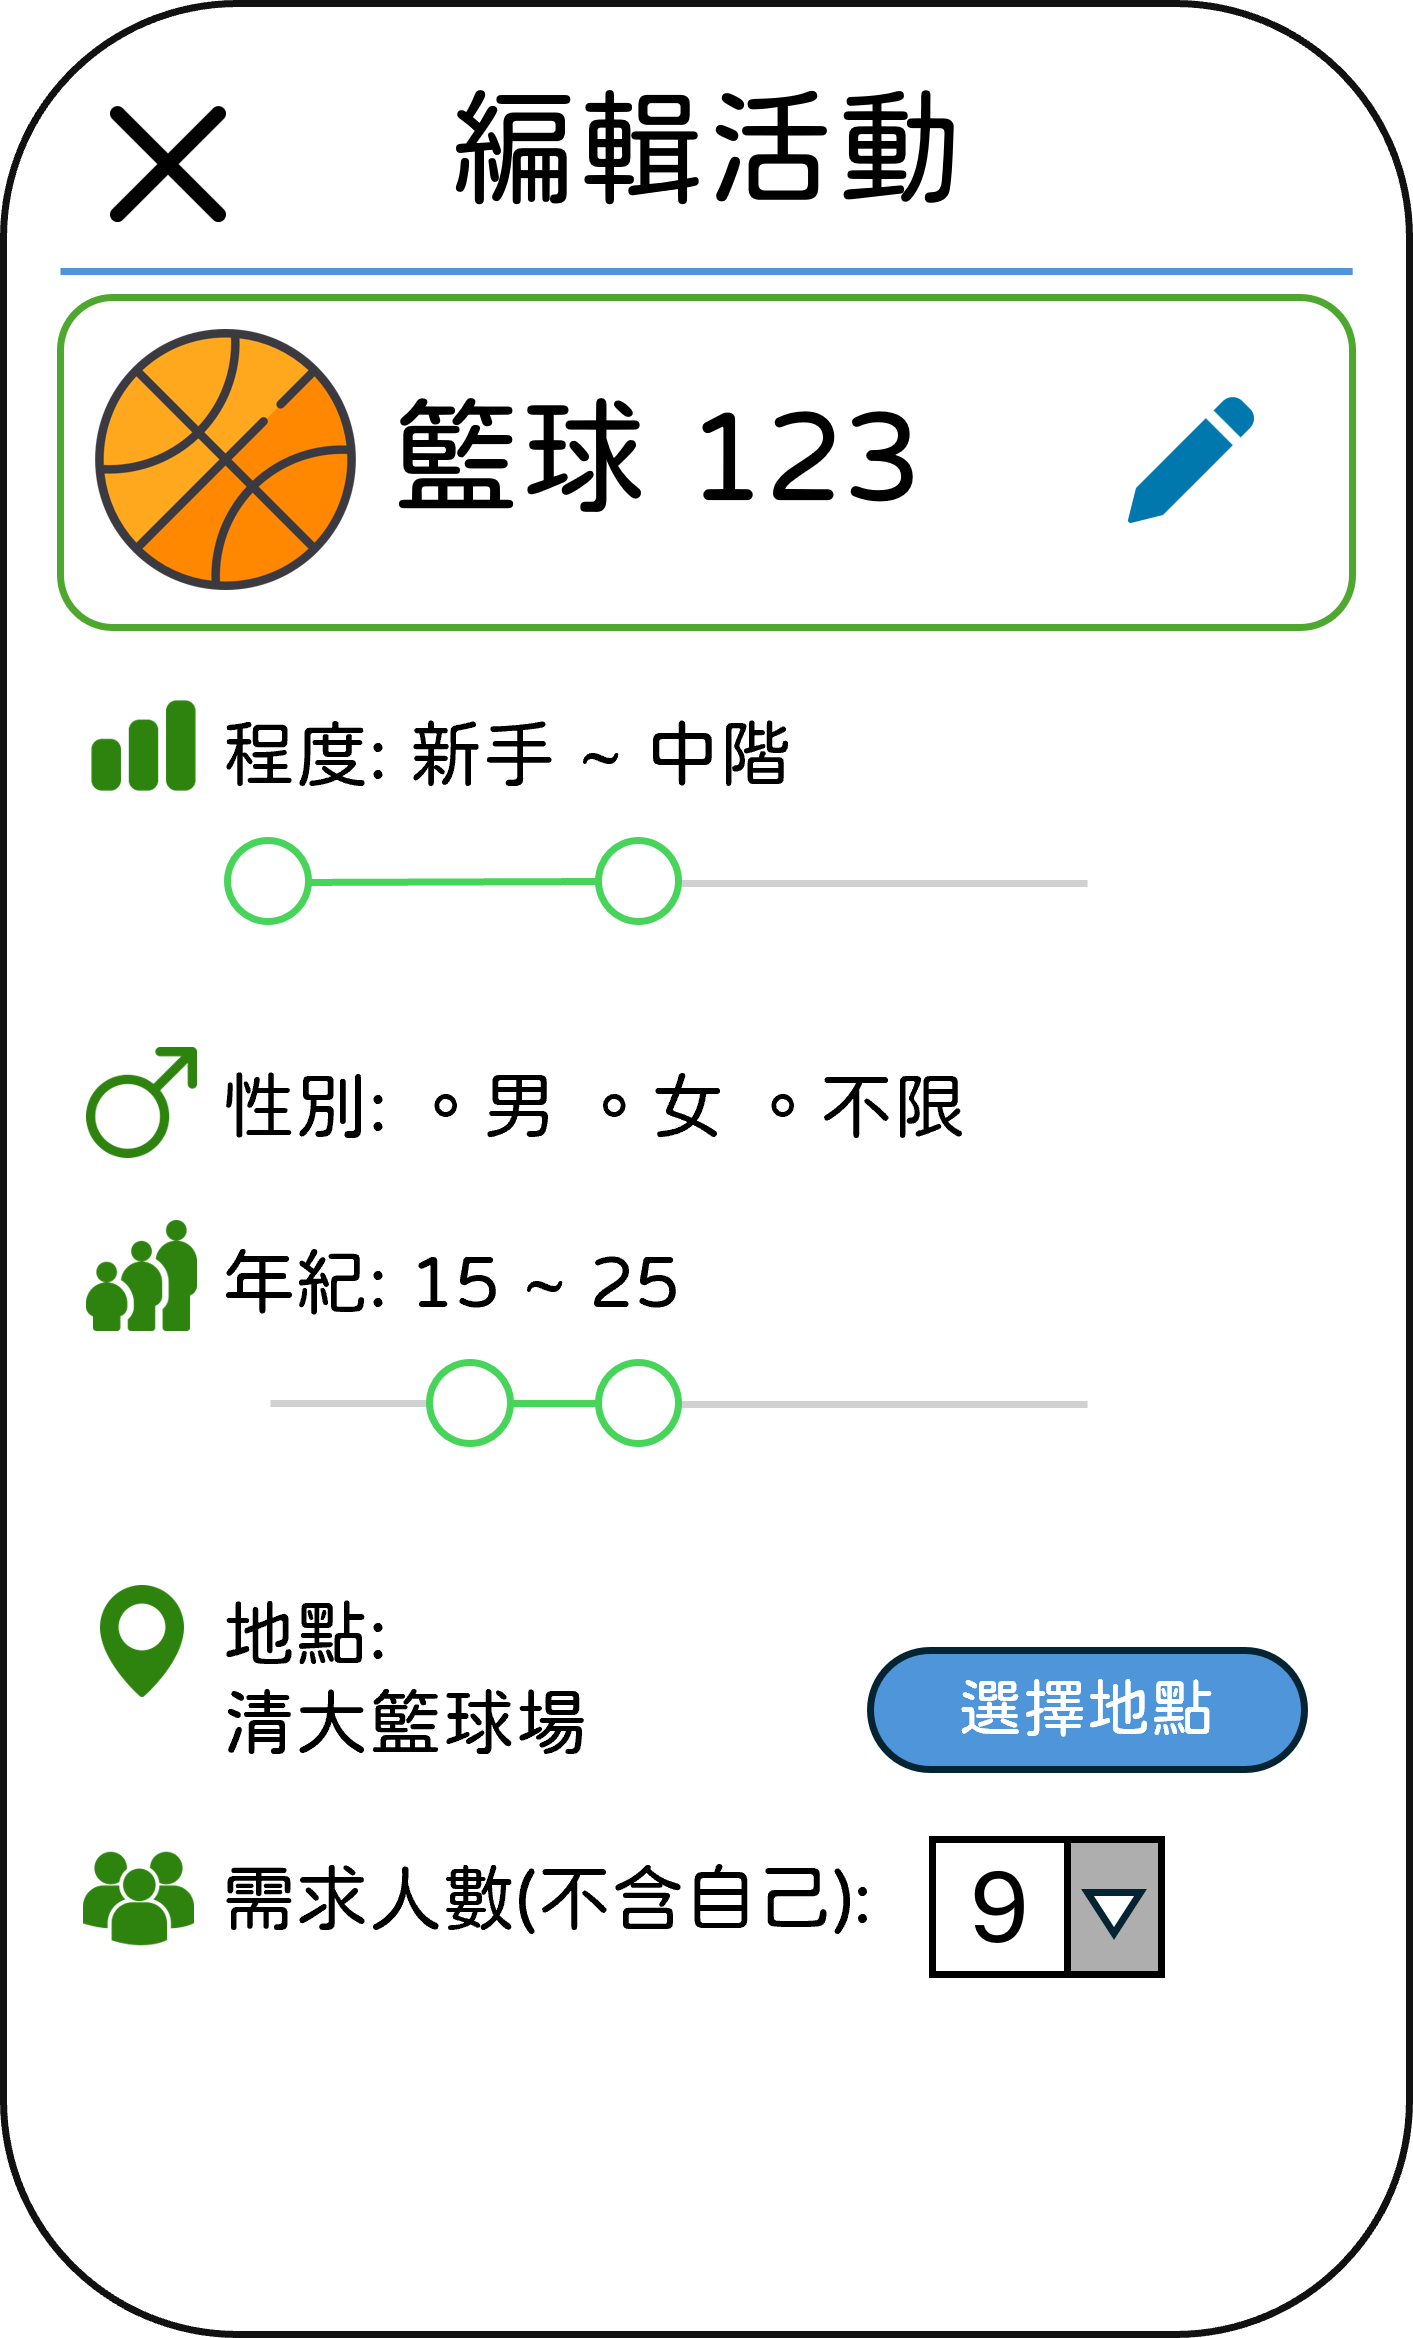 編輯活動
籃球 123
程度: 新手 ~ 中階
性別: ◦男 ◦女 ◦不限
年紀: 15 ~ 25
地點:
清大籃球場
選擇地點
需求人數(不含自己):
9